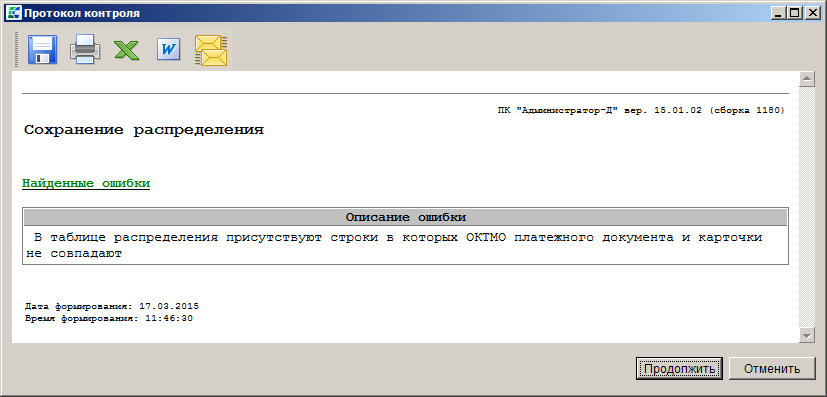 Протокол контроля
ПК "Администратор-Д" вер. 15.01.02 (сборка 1180)
Сохранение распределения
Найденные ошибки
Описание ошибки
В таблице распределения присутствуют строки в которых ОКТМО платежного документа и карточки
не совпадают
Дата формирования: 17.03.2015
Время формирования: 11:46:30
Продолжить
Отменить